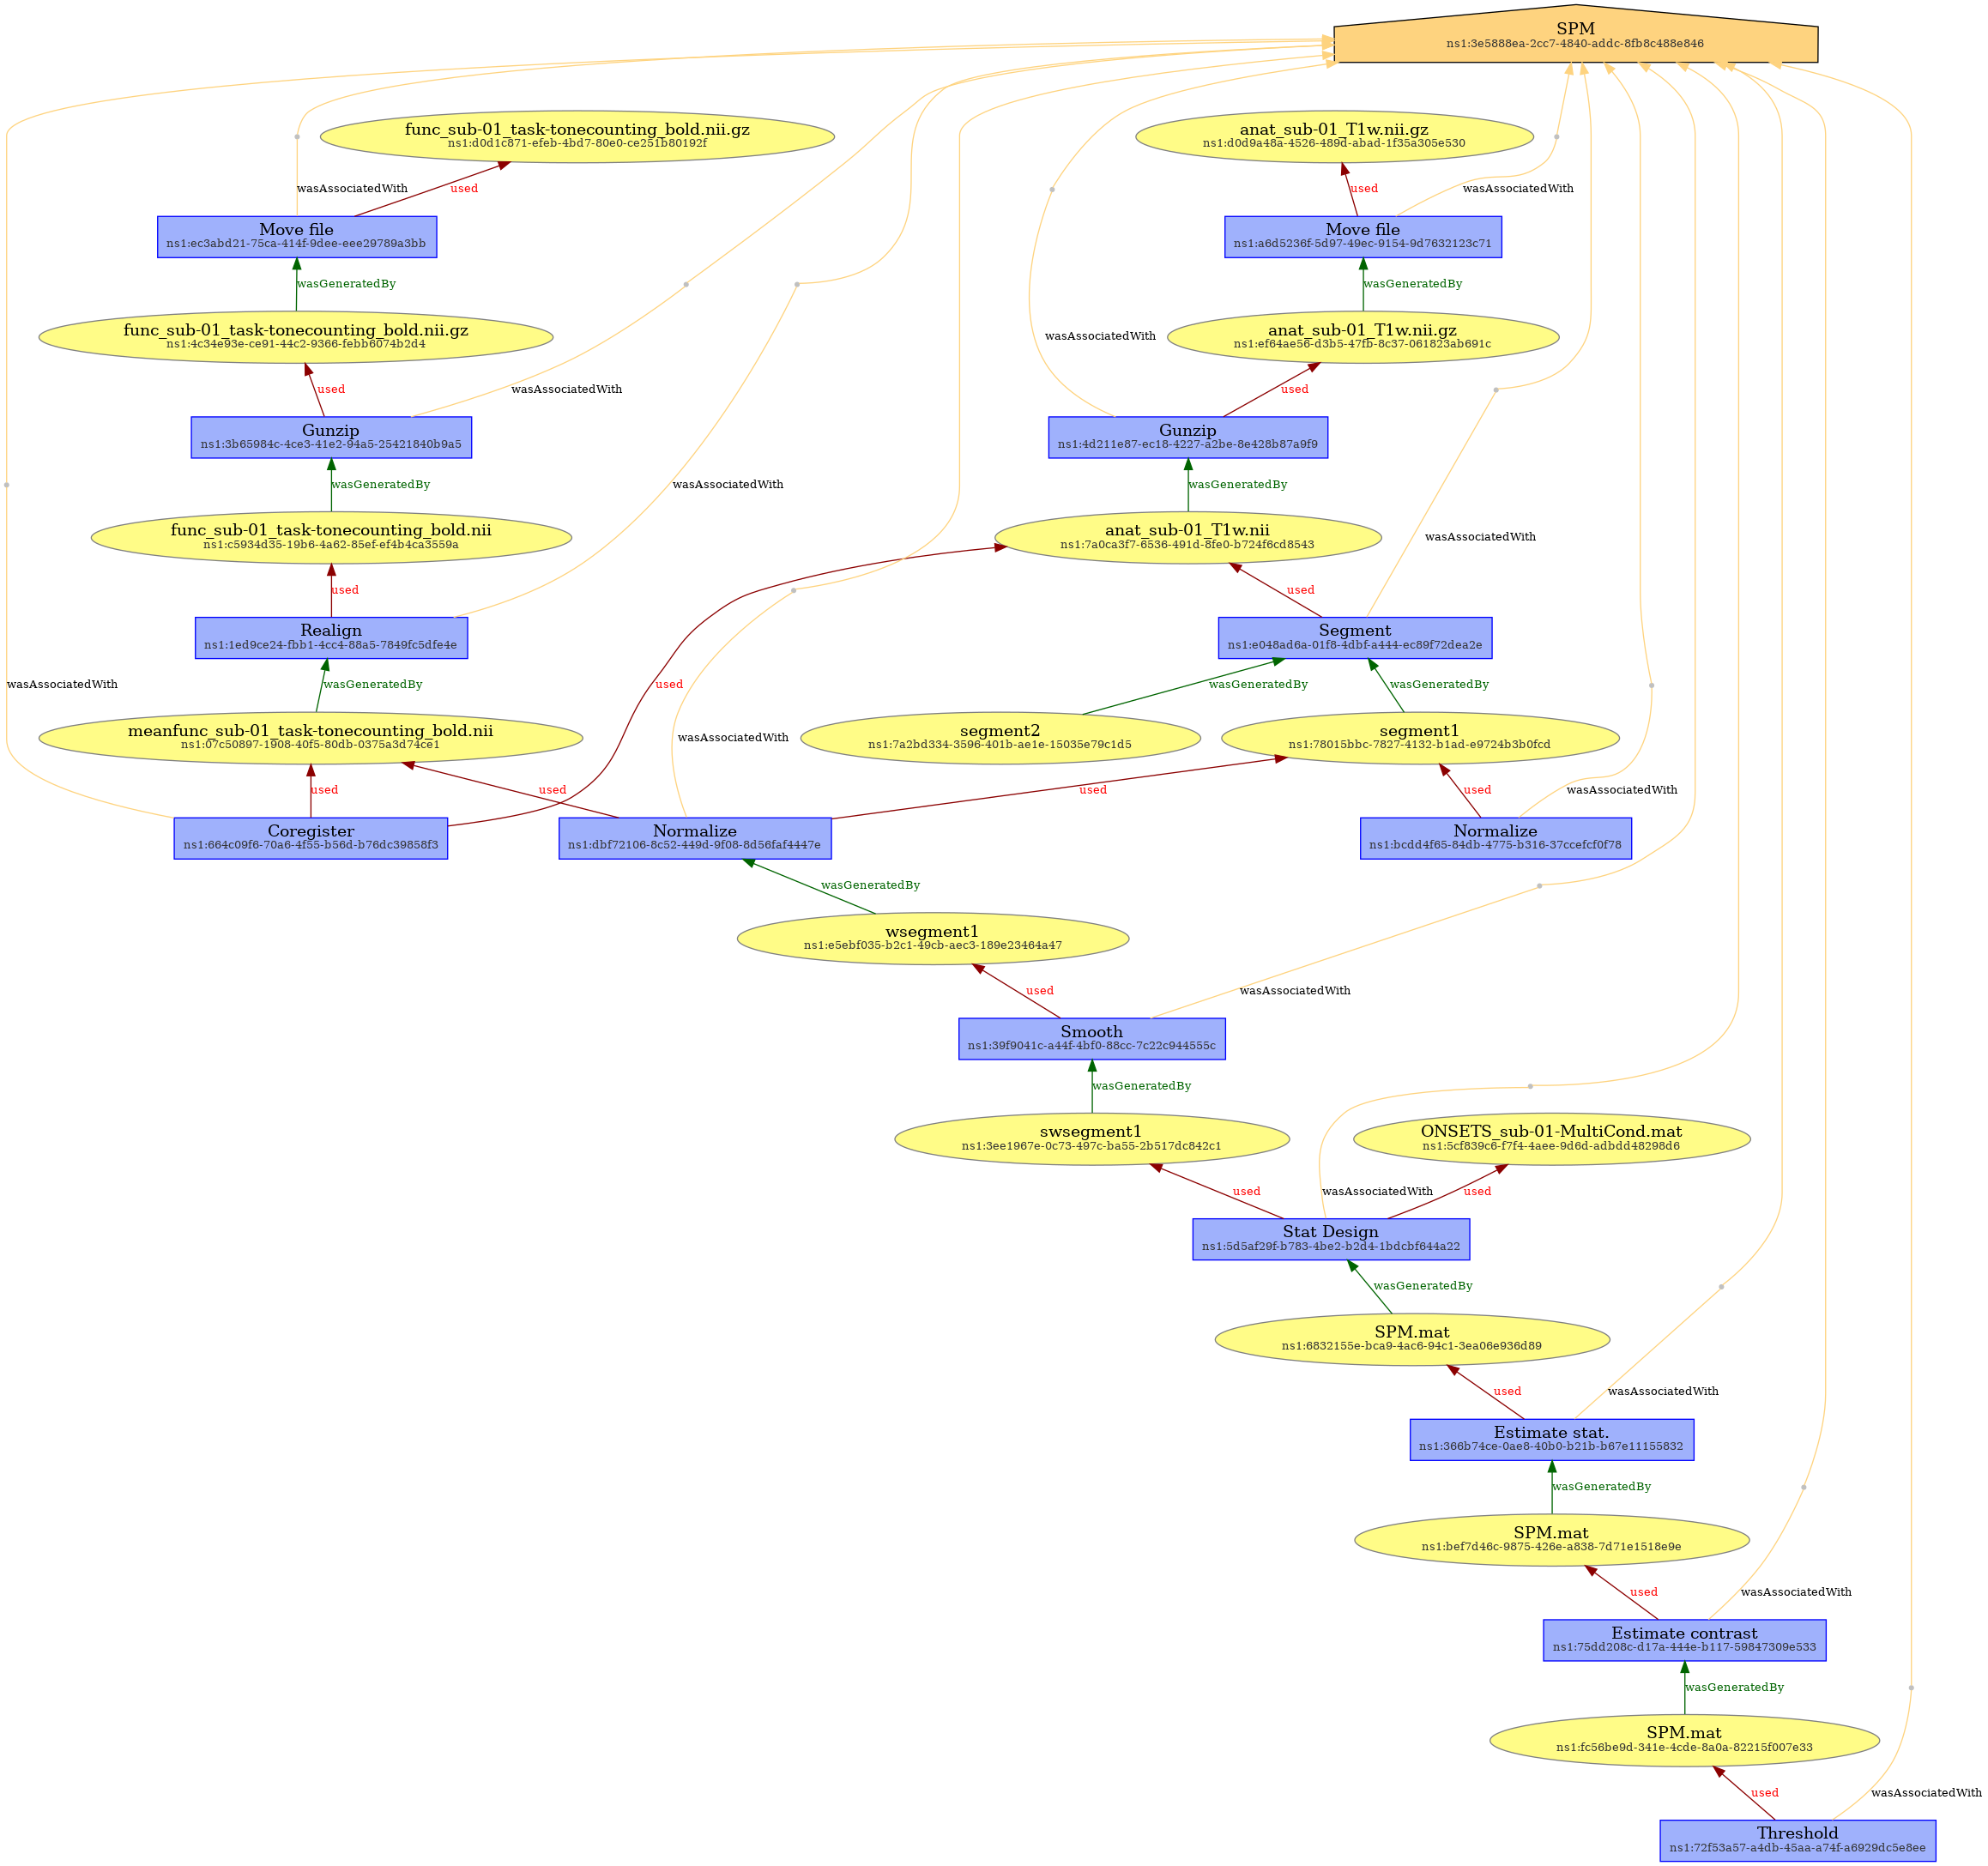 SPM
ns1:3e5888ea-2cc7-4840-addc-8fb8c488e846
func_sub-01_task-tonecounting_bold.nii.gz
ns1:d0d1c871-efeb-4bd7-80e0-ce251b80192f
anat_sub-01_T1w.nii.gz
ns1:d0d9a48a-4526-489d-abad-1f35a305e530
wasAssociatedWith
used
used
wasAssociatedWith
Move file
ns1:ec3abd21-75ca-414f-9dee-eee29789a3bb
Move file
ns1:a6d5236f-5d97-49ec-9154-9d7632123c71
wasGeneratedBy
wasGeneratedBy
func_sub-01_task-tonecounting_bold.nii.gz
ns1:4c34e93e-ce91-44c2-9366-febb6074b2d4
wasAssociatedWith
anat_sub-01_T1w.nii.gz
ns1:ef64ae56-d3b5-47fb-8c37-061823ab691c
used
wasAssociatedWith
used
Gunzip
ns1:3b65984c-4ce3-41e2-94a5-25421840b9a5
Gunzip
ns1:4d211e87-ec18-4227-a2be-8e428b87a9f9
wasGeneratedBy
wasAssociatedWith
wasGeneratedBy
func_sub-01_task-tonecounting_bold.nii
ns1:c5934d35-19b6-4a62-85ef-ef4b4ca3559a
anat_sub-01_T1w.nii
ns1:7a0ca3f7-6536-491d-8fe0-b724f6cd8543
wasAssociatedWith
used
used
Realign
ns1:1ed9ce24-fbb1-4cc4-88a5-7849fc5dfe4e
Segment
ns1:e048ad6a-01f8-4dbf-a444-ec89f72dea2e
wasAssociatedWith
wasGeneratedBy
used
wasGeneratedBy
wasGeneratedBy
meanfunc_sub-01_task-tonecounting_bold.nii
ns1:07c50897-1908-40f5-80db-0375a3d74ce1
wasAssociatedWith
segment2
ns1:7a2bd334-3596-401b-ae1e-15035e79c1d5
segment1
ns1:78015bbc-7827-4132-b1ad-e9724b3b0fcd
used
used
used
used
wasAssociatedWith
Coregister
ns1:664c09f6-70a6-4f55-b56d-b76dc39858f3
Normalize
ns1:dbf72106-8c52-449d-9f08-8d56faf4447e
Normalize
ns1:bcdd4f65-84db-4775-b316-37ccefcf0f78
wasGeneratedBy
wsegment1
ns1:e5ebf035-b2c1-49cb-aec3-189e23464a47
used
wasAssociatedWith
Smooth
ns1:39f9041c-a44f-4bf0-88cc-7c22c944555c
wasGeneratedBy
swsegment1
ns1:3ee1967e-0c73-497c-ba55-2b517dc842c1
ONSETS_sub-01-MultiCond.mat
ns1:5cf839c6-f7f4-4aee-9d6d-adbdd48298d6
used
wasAssociatedWith
used
Stat Design
ns1:5d5af29f-b783-4be2-b2d4-1bdcbf644a22
wasGeneratedBy
SPM.mat
ns1:6832155e-bca9-4ac6-94c1-3ea06e936d89
used
wasAssociatedWith
Estimate stat.
ns1:366b74ce-0ae8-40b0-b21b-b67e11155832
wasGeneratedBy
SPM.mat
ns1:bef7d46c-9875-426e-a838-7d71e1518e9e
used
wasAssociatedWith
Estimate contrast
ns1:75dd208c-d17a-444e-b117-59847309e533
wasGeneratedBy
SPM.mat
ns1:fc56be9d-341e-4cde-8a0a-82215f007e33
used
wasAssociatedWith
Threshold
ns1:72f53a57-a4db-45aa-a74f-a6929dc5e8ee